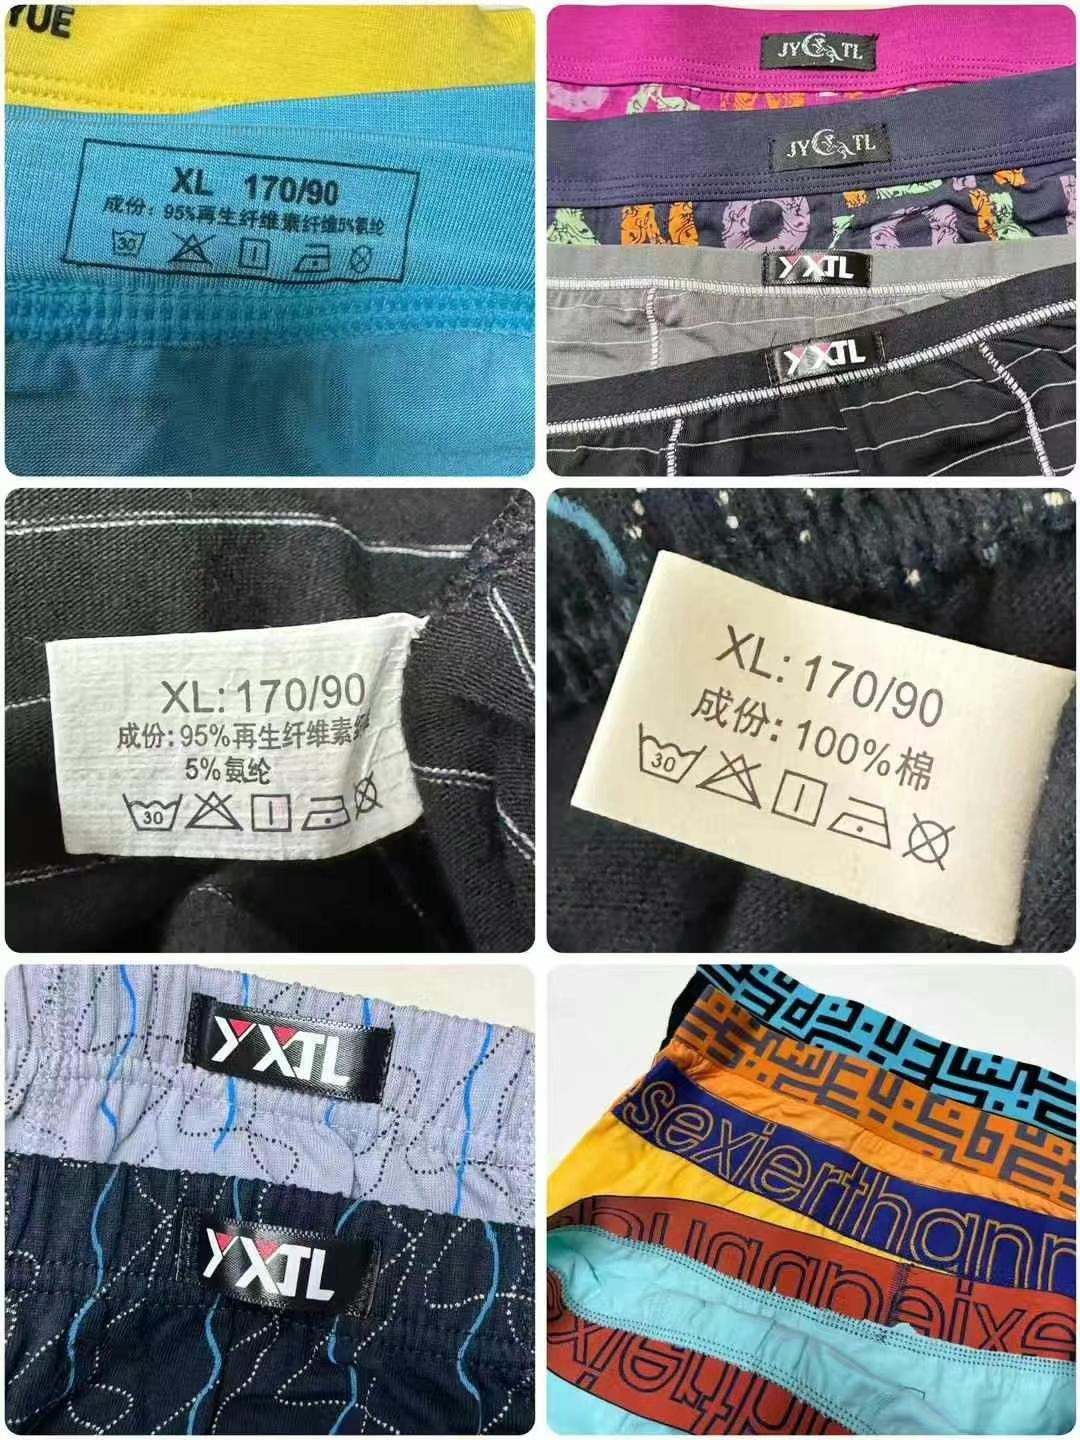 YUE
XL 170/90
成份：95%再生纤维素纤维5%氨纶
30
JY TL
JY TL
YXTL
YXTL
XL: 170/90
成份: 95%再生纤维素纤
5%氨纶
30
XL: 170/90
成份: 100%棉
30
YXTL
YXTL
sexierthann